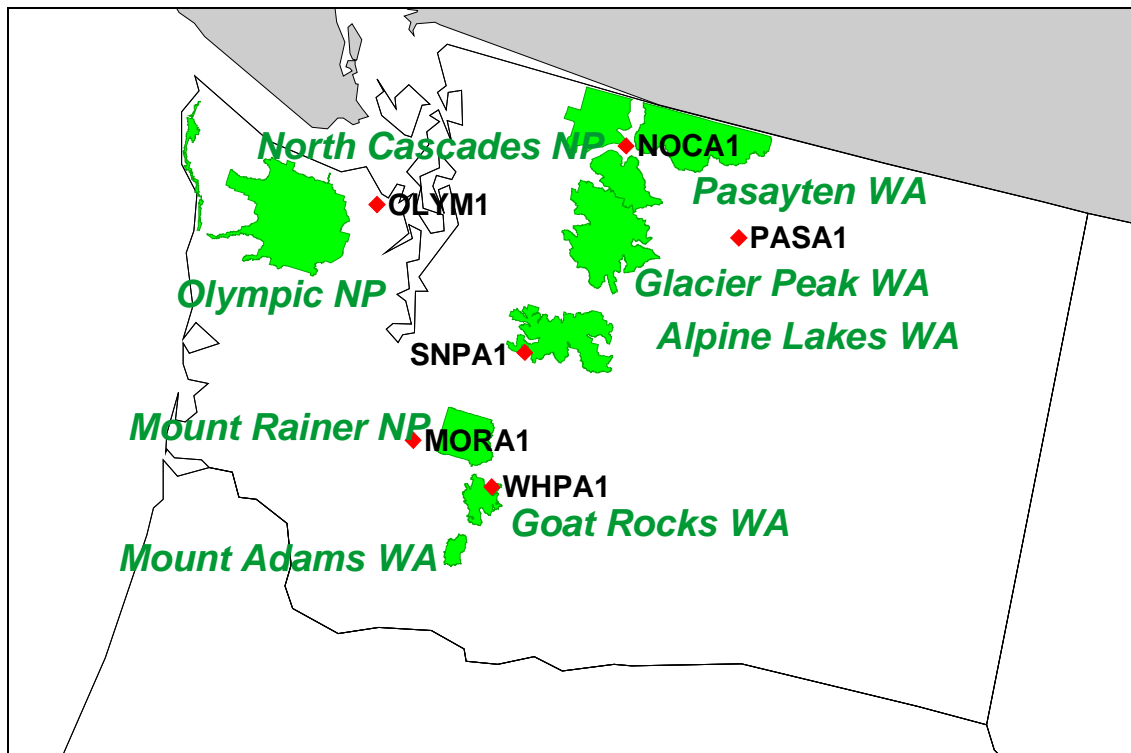 North Cascades NP
NOCA1
Pasayten WA
OLYM1
PASA1
Olympic NP
Glacier Peak WA
Alpine Lakes WA
SNPA1
Mount Rainer NP
MORA1
WHPA1
Goat Rocks WA
Mount Adams WA